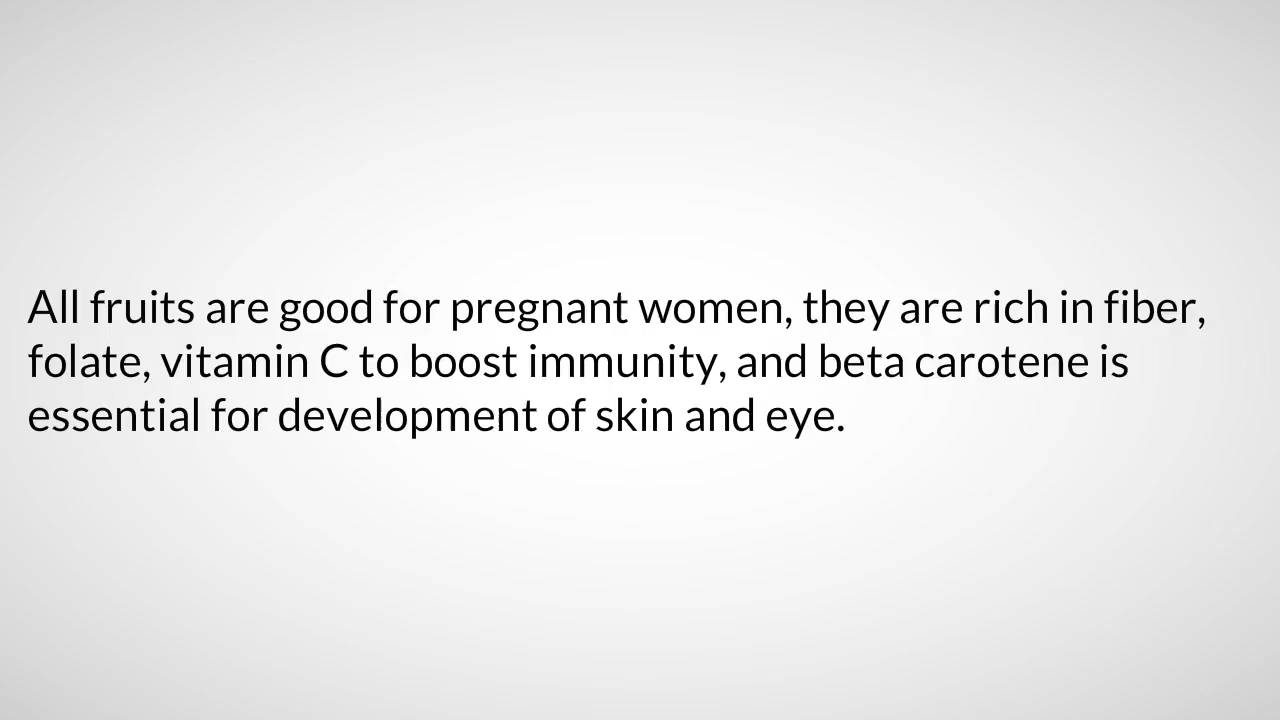 All fruits are good for pregnant women, they are rich in fiber,
folate, vitamin C to boost immunity, and beta carotene is
essential for development of skin and eye.